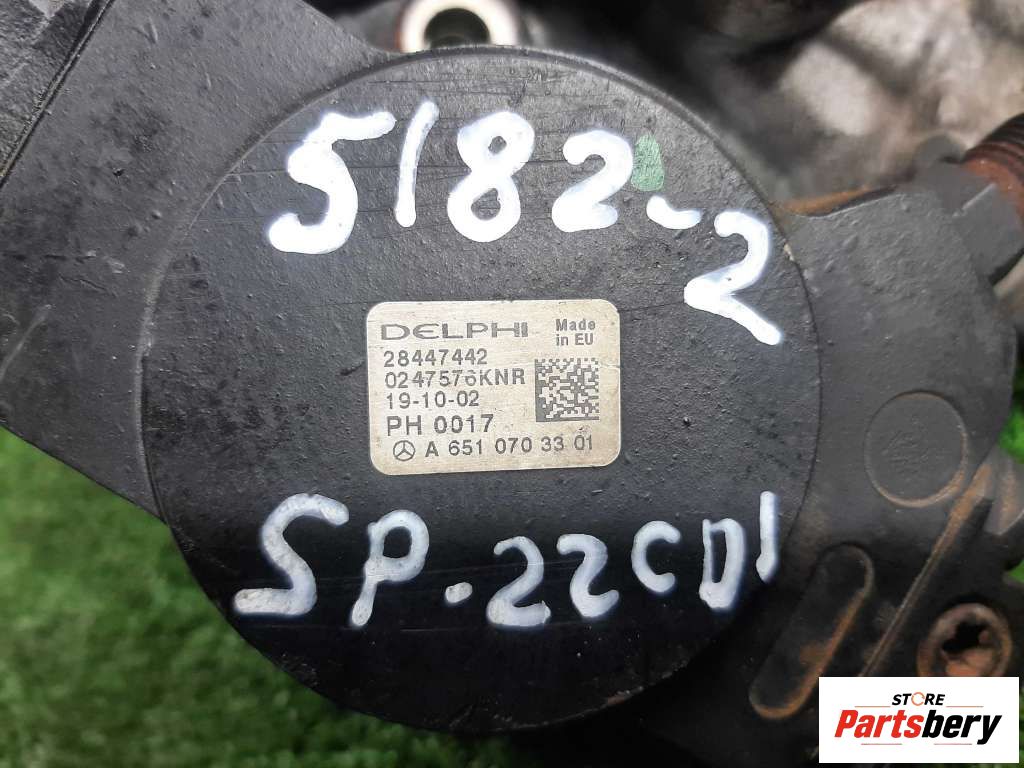 5182-2
DELPHI Made in EU
28447442
0247576KNR
19-10-02
PH 0017
A 651 070 33 01
SP.22CDI
STORE
Partsbery